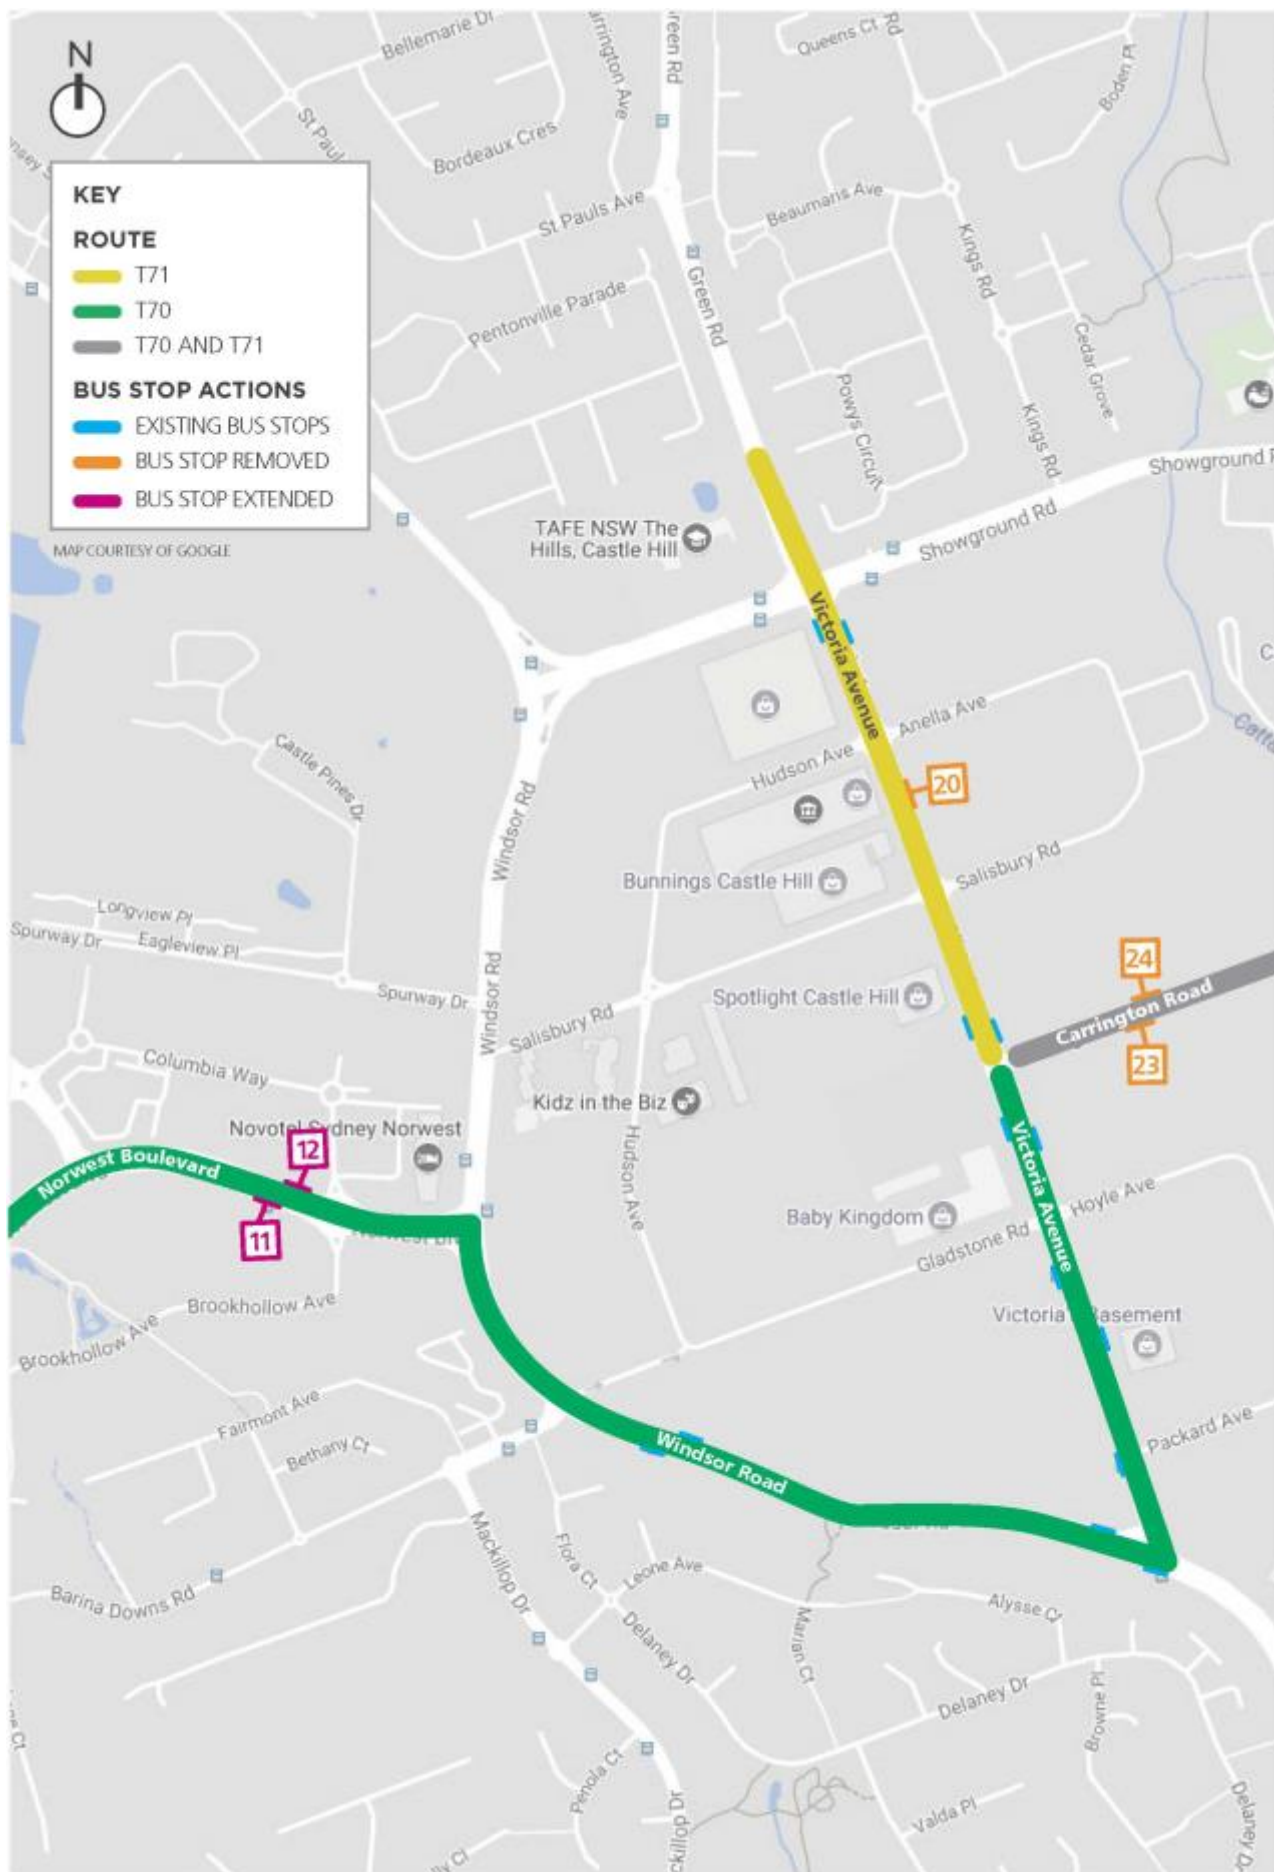 N
KEY
ROUTE
T71
T70
T70 AND T71
BUS STOP ACTIONS
EXISTING BUS STOPS
BUS STOP REMOVED
BUS STOP EXTENDED
MAP COURTESY OF GOOGLE
Bellemarie Dr
Green Rd
Queens Ct
Rd
Boden Pl
Bordeaux Cres
St Pauls Ave
Beaumaris Ave
Kings Rd
Green Rd
Pentonville Parade
Cedar Grove
Powys Circuit
Kings Rd
Showground
Showground Rd
TAFE NSW The
Hills, Castle Hill
Victoria Avenue
Anella Ave
Hudson Ave
20
Castle Pines Dr
Windsor Rd
Bunnings Castle Hill
Salisbury Rd
Longview Pl
Spurway Dr
Eagleview Pl
Windsor Rd
Spurway Dr
Spotlight Castle Hill
24
Carrington Road
23
Salisbury Rd
Columbia Way
Kidz in the Biz
Novotel Sydney Norwest
12
Norwest Boulevard
11
Hudson Ave
Victoria Avenue
Hoyle Ave
Baby Kingdom
Gladstone Rd
Brookhollow Ave
Brookhollow Ave
Basement
Fairmont Ave
Bethany Ct
Windsor Road
Packard Ave
Mackillop Dr
Flora Ct
Leone Ave
Barina Downs Rd
Alysse Ct
Marian Ct
Delaney Dr
Delaney Dr
Browne Pl
Penola Ct
Valda Pl
Delaney